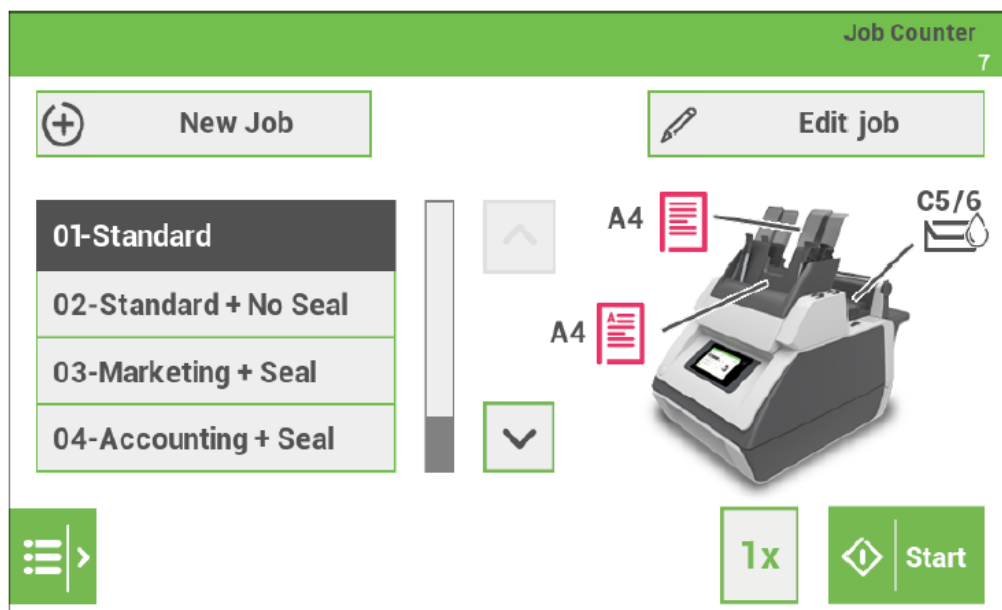 Job Counter
7
New Job
Edit job
01-Standard
02-Standard + No Seal
03-Marketing + Seal
04-Accounting + Seal
A4
C5/6
A4
1x
Start